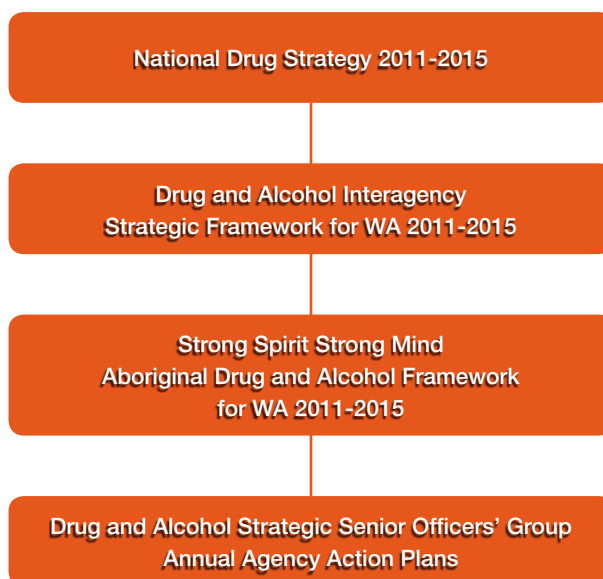 National Drug Strategy 2011-2015
Drug and Alcohol Interagency
Strategic Framework for WA 2011-2015
Strong Spirit Strong Mind
Aboriginal Drug and Alcohol Framework
for WA 2011-2015
Drug and Alcohol Strategic Senior Officers’ Group
Annual Agency Action Plans